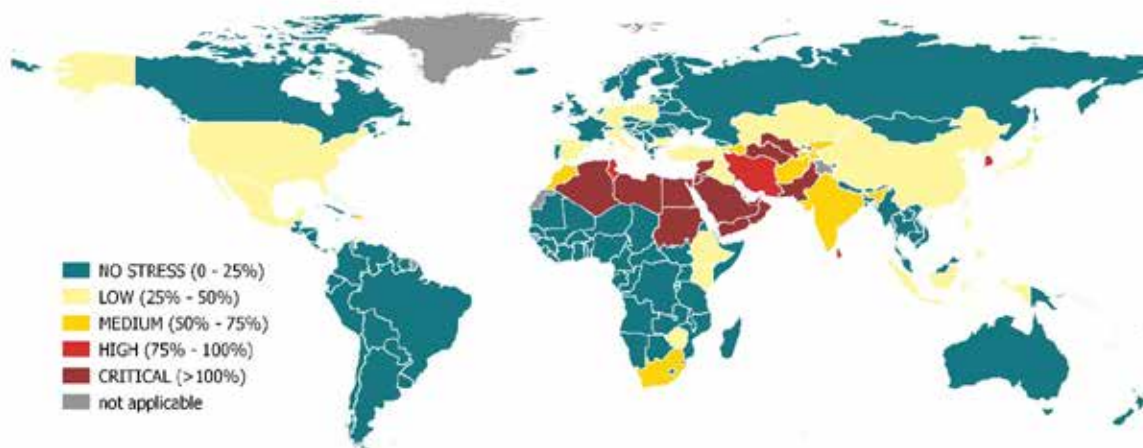 NO STRESS (0 - 25%)
LOW (25% - 50%)
MEDIUM (50% - 75%)
HIGH (75% - 100%)
CRITICAL (>100%)
not applicable